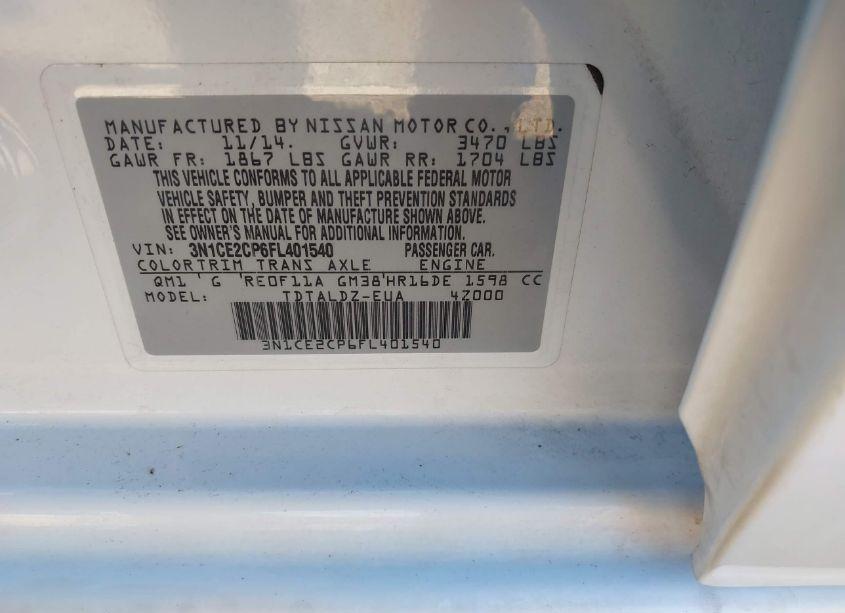 MANUFACTURED BY NISSAN MOTOR CO., LTD.
DATE: 11/14. GVWR: 3470 LBS
GAWR FR: 1867 LBS GAWR RR: 1704 LBS
THIS VEHICLE CONFORMS TO ALL APPLICABLE FEDERAL MOTOR
VEHICLE SAFETY, BUMPER AND THEFT PREVENTION STANDARDS
IN EFFECT ON THE DATE OF MANUFACTURE SHOWN ABOVE.
SEE OWNER'S MANUAL FOR ADDITIONAL INFORMATION.
VIN: 3N1CE2CP6FL401540 PASSENGER CAR.
COLOR TRIM TRANS AXLE ENGINE
QM1 ' G 'RE0F11A GM38'HR16DE 1598 CC
MODEL: TDTALDZ-EUA 4Z000
3N1CE2CP6FL401540